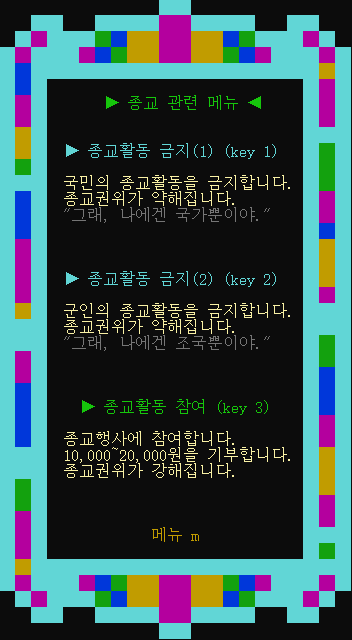 ▶ 종교 관련 메뉴 ◀
▶ 종교활동 금지(1) (key 1)
국민의 종교활동을 금지합니다.
종교권위가 약해집니다.
"그래, 나에겐 국가뿐이야."
▶ 종교활동 금지(2) (key 2)
군인의 종교활동을 금지합니다.
종교권위가 약해집니다.
"그래, 나에겐 조국뿐이야."
▶ 종교활동 참여 (key 3)
종교행사에 참여합니다.
10,000~20,000원을 기부합니다.
종교권위가 강해집니다.
메뉴 m